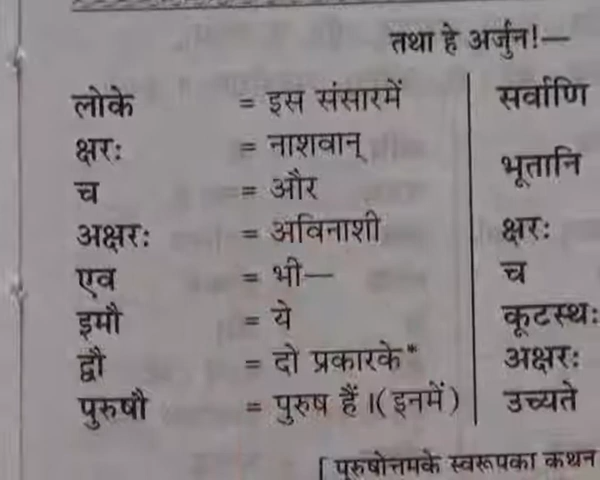 तथा हे अर्जुन!—
लोके = इस संसारमें
क्षरः = नाशवान्
च = और
अक्षरः = अविनाशी
एव = भी—
इमौ = ये
द्वौ = दो प्रकारके*
पुरुषौ = पुरुष हैं।(इनमें)
सर्वाणि
भूतानि
क्षरः
च
कूटस्थः
अक्षरः
उच्यते
[ पुरुषोत्तमके स्वरूपका कथन